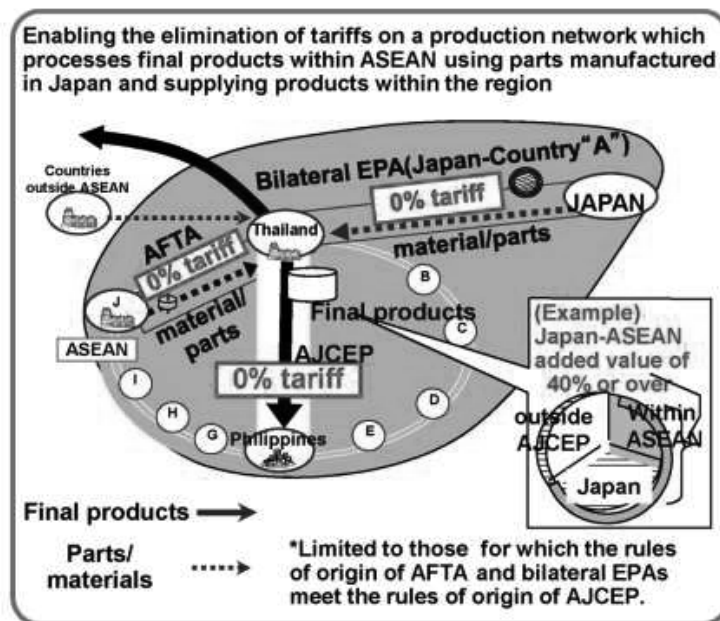 Enabling the elimination of tariffs on a production network which
processes final products within ASEAN using parts manufactured
in Japan and supplying products within the region
Countries
outside ASEAN
Bilateral EPA(Japan-Country"A")
0% tariff
JAPAN
Thailand
material/parts
AFTA
0% tariff
J
material/
parts
ASEAN
B
C
D
E
G
H
I
Final products
AJCEP
0% tariff
Philippines
(Example)
Japan-ASEAN
added value of
40% or over
outside
AJCEP
Within
ASEAN
Japan
Final products
Parts/
materials
*Limited to those for which the rules
of origin of AFTA and bilateral EPAs
meet the rules of origin of AJCEP.